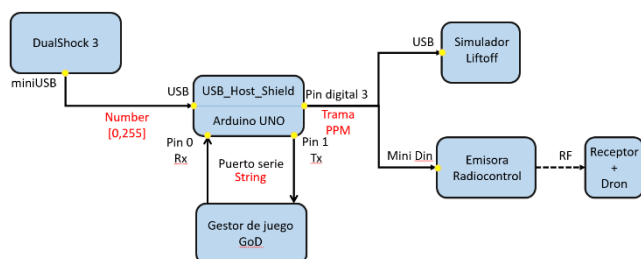 DualShock 3
miniUSB
Number
[0,255]
USB
USB_Host_Shield
Arduino UNO
Pin digital 3
Trama
PPM
Pin 0
Rx
Pin 1
Tx
Puerto serie
String
Gestor de juego
GoD
USB
Simulador
Liftoff
Mini Din
Emisora
Radiocontrol
RF
Receptor
+
Dron